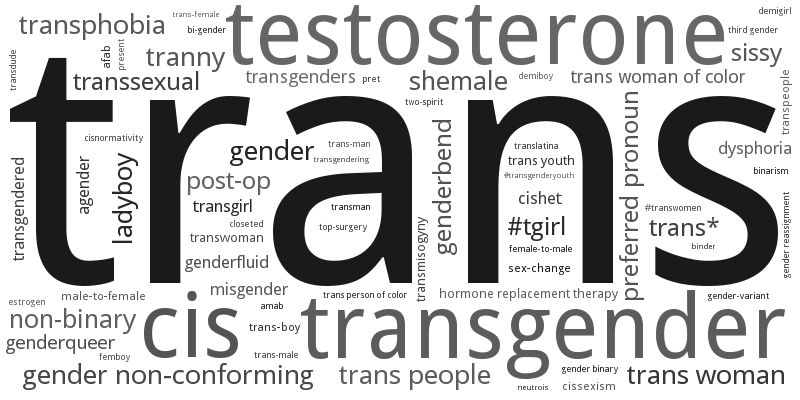 trans-female
demigirl
transphobia
testosterone
bi-gender
third gender
afab
present
tranny
sissy
transdude
transsexual
transgenders
pret
shemale
demiboy
trans woman of color
transpeople
trans
two-spirit
cisnormativity
gender
trans-man
transgendering
genderbend
translatina
trans youth
#transgenderyouth
preferred pronoun
dysphoria
binarism
transgendered
agender
ladyboy
post-op
cishet
transgirl
transman
closeted
transwoman
top-surgery
transmisogyny
#tgirl
female-to-male
sex-change
#transwomen
trans*
binder
gender reassignment
genderfluid
misgender
hormone replacement therapy
trans person of color
gender-variant
estrogen
male-to-female
amab
non-binary
cis
trans-boy
transgender
genderqueer
femboy
trans-male
gender non-conforming
trans people
gender binary
neutrois
cissexism
trans woman